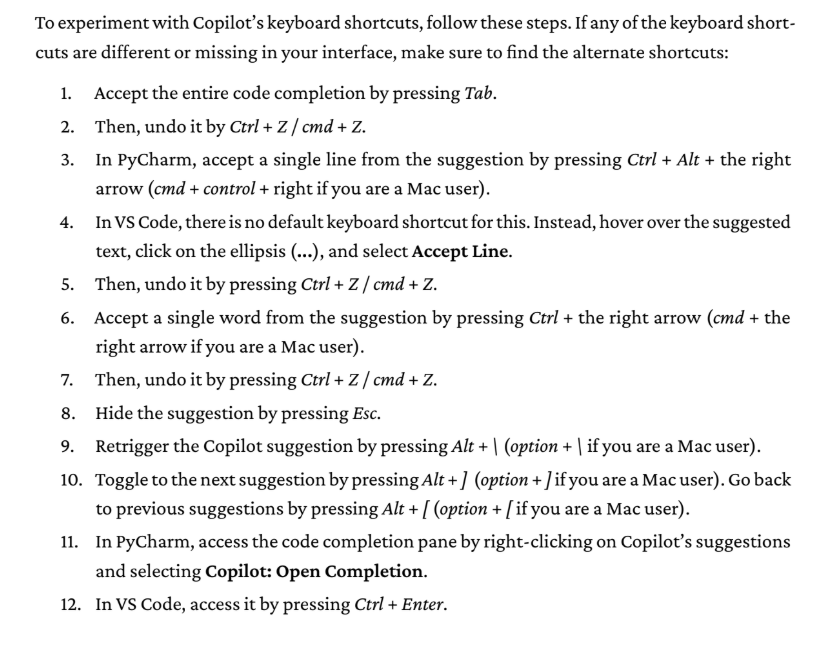 To experiment with Copilot's keyboard shortcuts, follow these steps. If any of the keyboard short-
cuts are different or missing in your interface, make sure to find the alternate shortcuts:
1. Accept the entire code completion by pressing Tab.
2. Then, undo it by Ctrl + Z / cmd + Z.
3. In PyCharm, accept a single line from the suggestion by pressing Ctrl + Alt + the right
arrow (cmd + control + right if you are a Mac user).
4. In VS Code, there is no default keyboard shortcut for this. Instead, hover over the suggested
text, click on the ellipsis (...), and select Accept Line.
5. Then, undo it by pressing Ctrl + Z / cmd + Z.
6. Accept a single word from the suggestion by pressing Ctrl + the right arrow (cmd + the
right arrow if you are a Mac user).
7. Then, undo it by pressing Ctrl + Z / cmd + Z.
8. Hide the suggestion by pressing Esc.
9. Retrigger the Copilot suggestion by pressing Alt + \ (option + \ if you are a Mac user).
10. Toggle to the next suggestion by pressing Alt + ] (option + ] if you are a Mac user). Go back
to previous suggestions by pressing Alt + [ (option + [ if you are a Mac user).
11. In PyCharm, access the code completion pane by right-clicking on Copilot's suggestions
and selecting Copilot: Open Completion.
12. In VS Code, access it by pressing Ctrl + Enter.